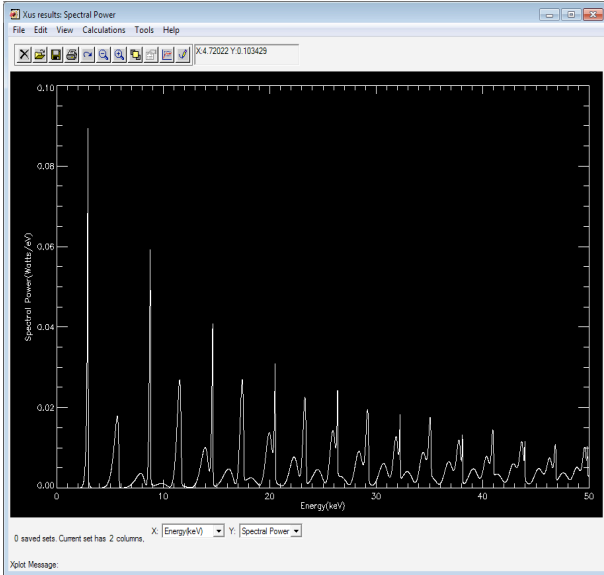 Xus results: Spectral Power
File Edit View Calculations Tools Help
X:4.72022 Y:0.103429
0.10
0.08
0.06
0.04
0.02
0.00
Spectral Power(Watts/eV)
0 10 20 30 40 50
Energy(keV)
X: Energy(keV) Y: Spectral Power
0 saved sets. Current set has 2 columns,
Xplot Message: